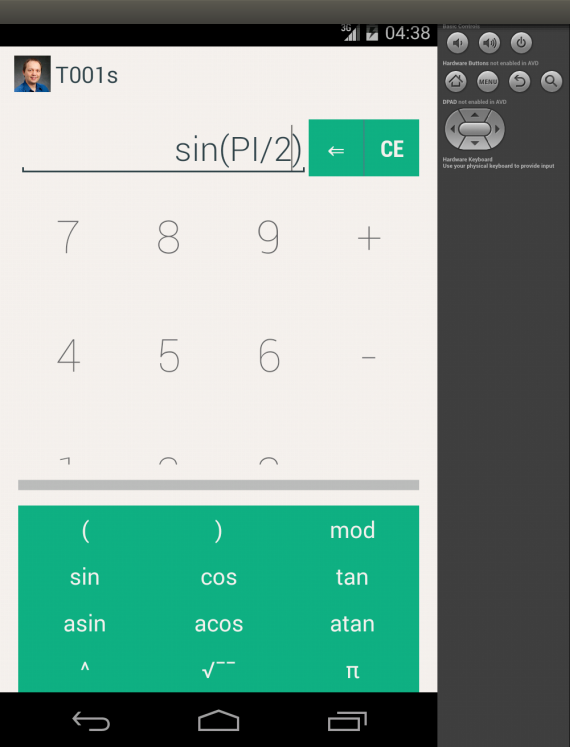 3G 04:38
T001s
sin(PI/2) ⇐ CE
7 8 9 +
4 5 6 -
( ) mod
sin cos tan
asin acos atan
^ √‾‾ π
Basic Controls
Hardware Buttons not enabled in AVD
MENU
DPAD not enabled in AVD
Hardware Keyboard
Use your physical keyboard to provide input